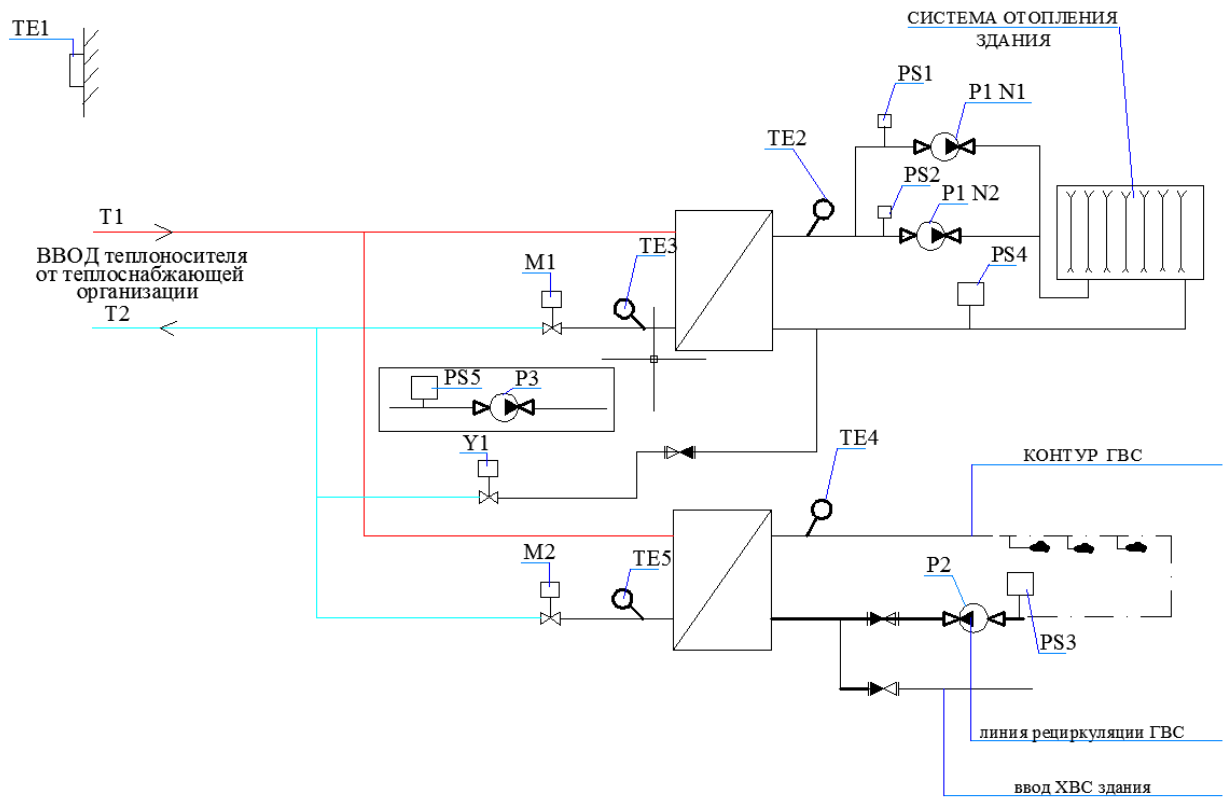 TE1
СИСТЕМА ОТОПЛЕНИЯ
ЗДАНИЯ
PS1
P1 N1
TE2
PS2
P1 N2
T1
ВВОД теплоносителя
от теплоснабжающей
организации
T2
M1
TE3
PS4
PS5
P3
Y1
TE4
КОНТУР ГВС
M2
TE5
P2
PS3
линия рециркуляции ГВС
ввод ХВС здания